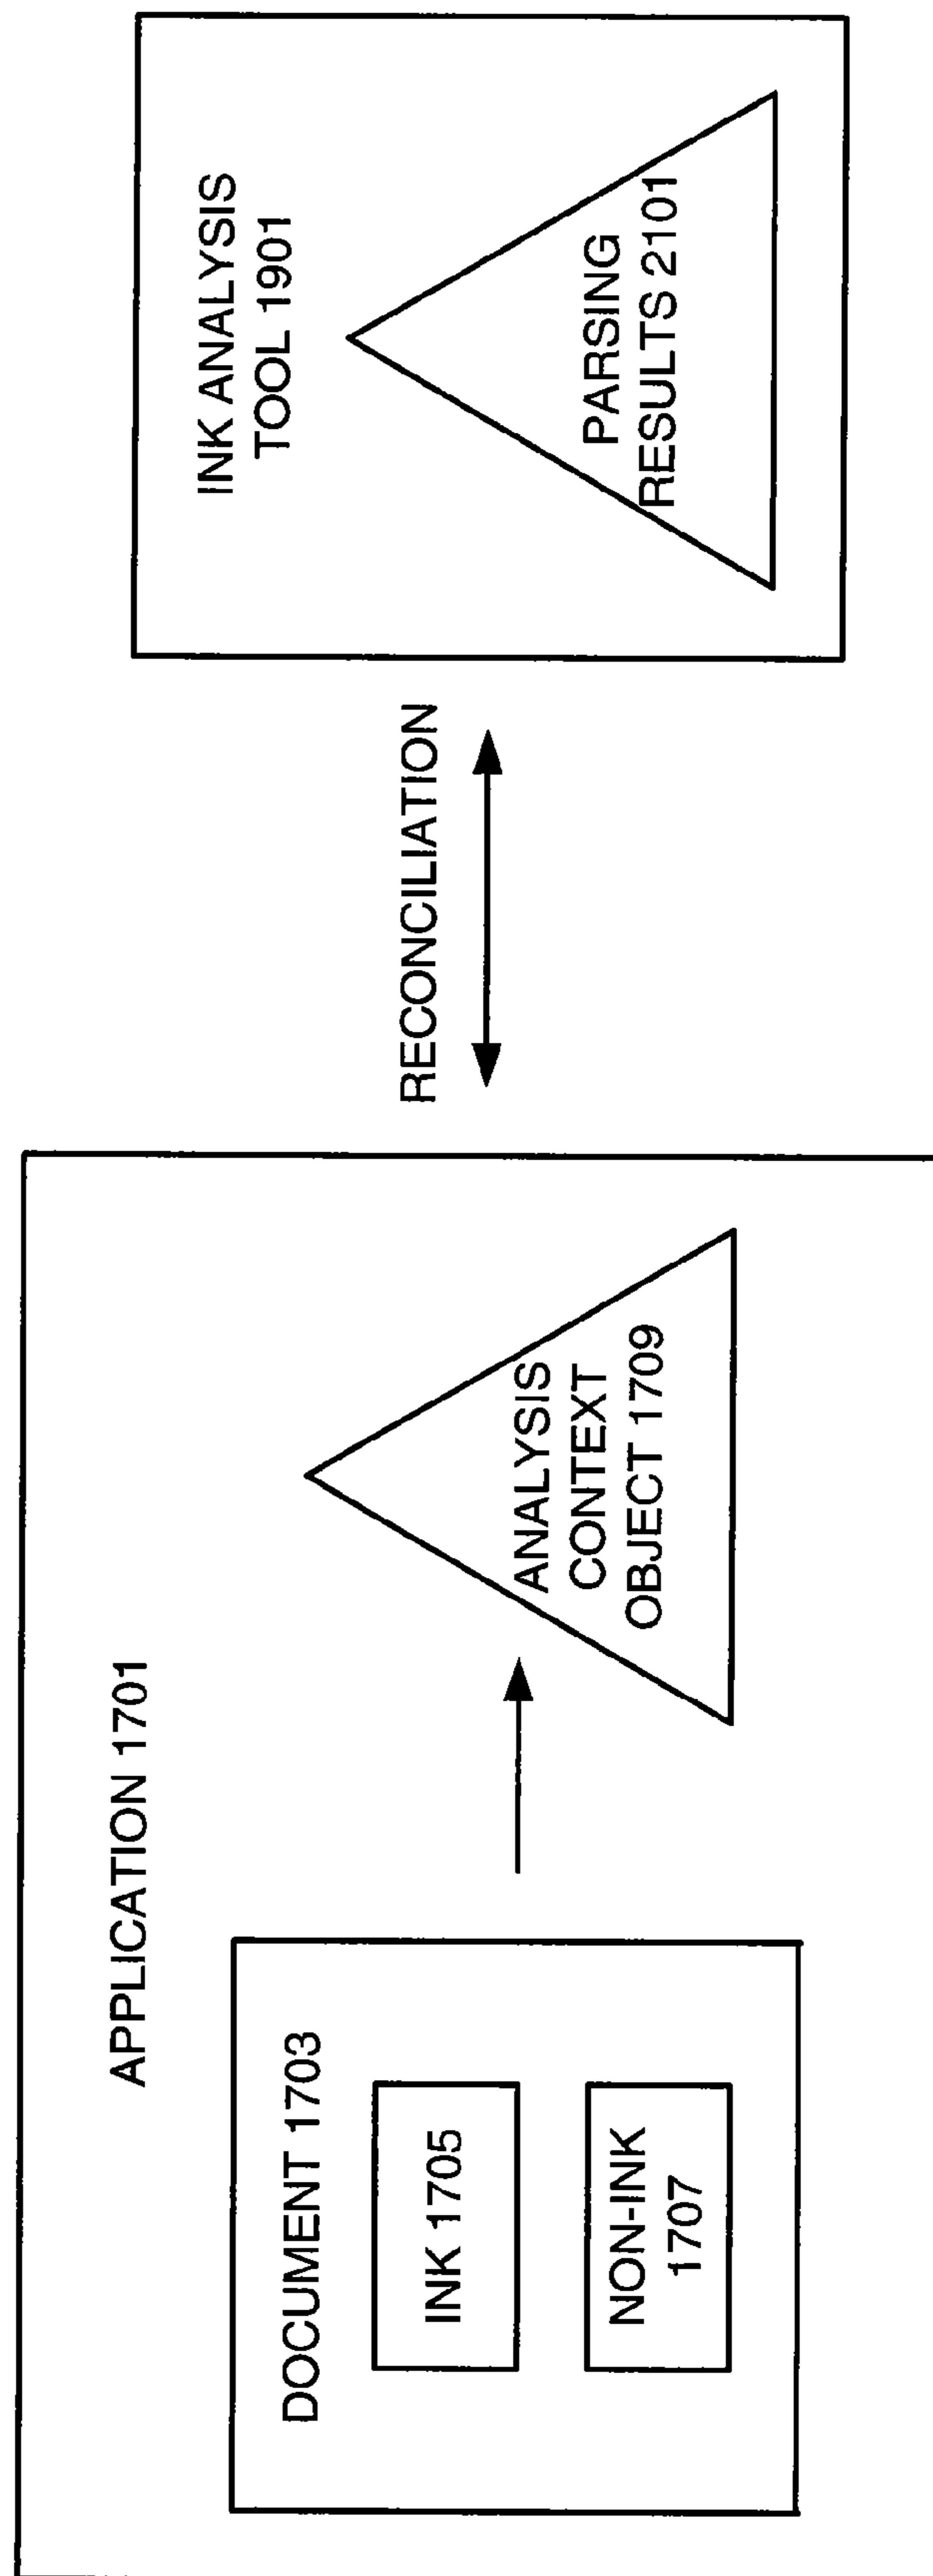 APPLICATION 1701
DOCUMENT 1703
INK 1705
NON-INK
1707
ANALYSIS
CONTEXT
OBJECT 1709
RECONCILIATION
INK ANALYSIS
TOOL 1901
PARSING
RESULTS 2101